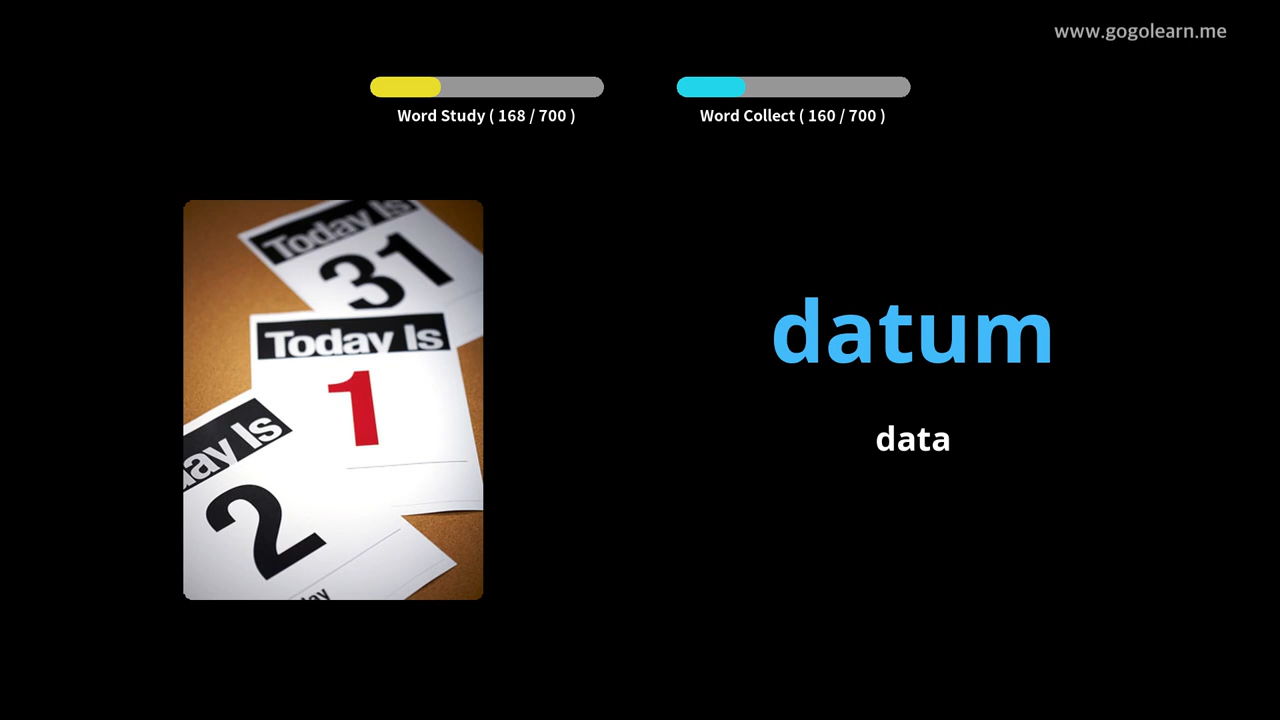 www.gogolearn.me
Word Study ( 168 / 700 )
Word Collect ( 160 / 700 )
Today Is
31
Today Is
1
ay Is
2
day
datum
data